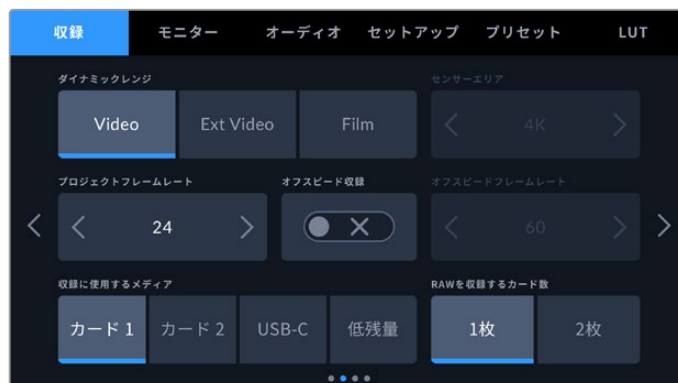 収録 モニター オーディオ セットアップ プリセット LUT
ダイナミックレンジ センサーエリア
Video Ext Video Film 4K
プロジェクトフレームレート オフスピード収録 オフスピードフレームレート
24 60
収録に使用するメディア RAWを収録するカード数
カード 1 カード 2 USB-C 低残量 1枚 2枚